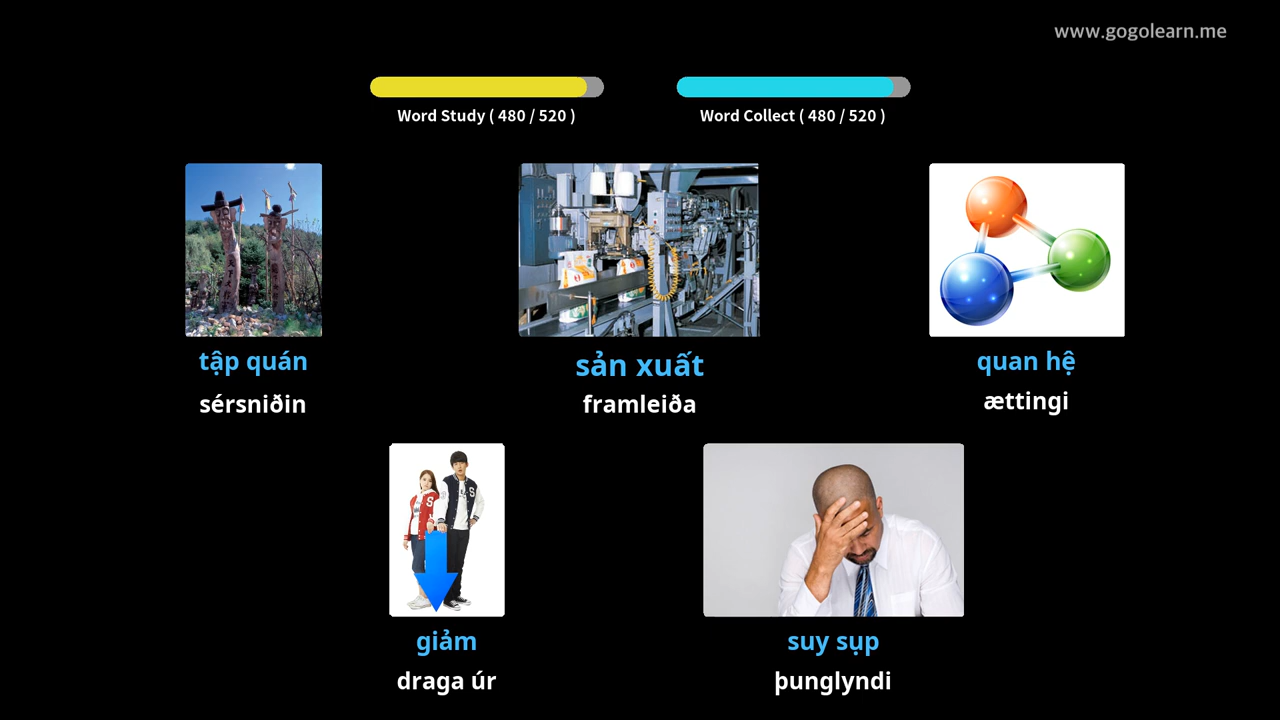 www.gogolearn.me
Word Study ( 480 / 520 )
Word Collect ( 480 / 520 )
tập quán
sérsniðin
sản xuất
framleiða
quan hệ
ættingi
giảm
draga úr
suy sụp
þunglyndi